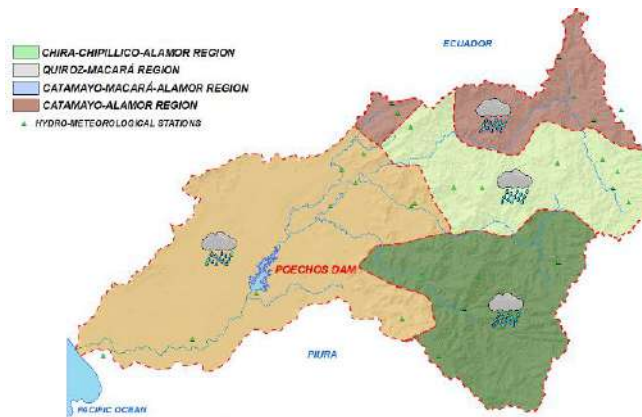 CHIRA-CHIPILLICO-ALAMOR REGION
QUIROZ-MACARÁ REGION
CATAMAYO-MACARÁ-ALAMOR REGION
CATAMAYO-ALAMOR REGION
HYDRO-METEOROLOGICAL STATIONS
ECUADOR
POECHOS DAM
PIURA
PACIFIC OCEAN